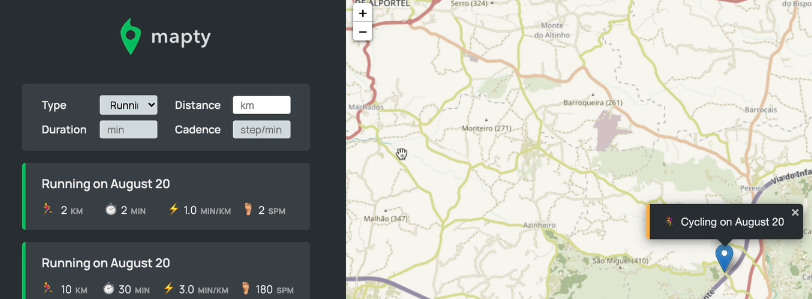 mapty
Type
Runni
Distance
km
Duration
min
Cadence
step/min
Running on August 20
2 KM
2 MIN
1.0 MIN/KM
2 SPM
Running on August 20
10 KM
30 MIN
3.0 MIN/KM
180 SPM
+
−
DE ALPORTEL
Serro (324)
Monte
do Altinho
do Bispo
Machados
Barroqueira (261)
Barrocais
Monteiro (271)
Pereiro
Via do Infa
Malhão (347)
Azinheiro
São Miguel (410)
Cycling on August 20
×